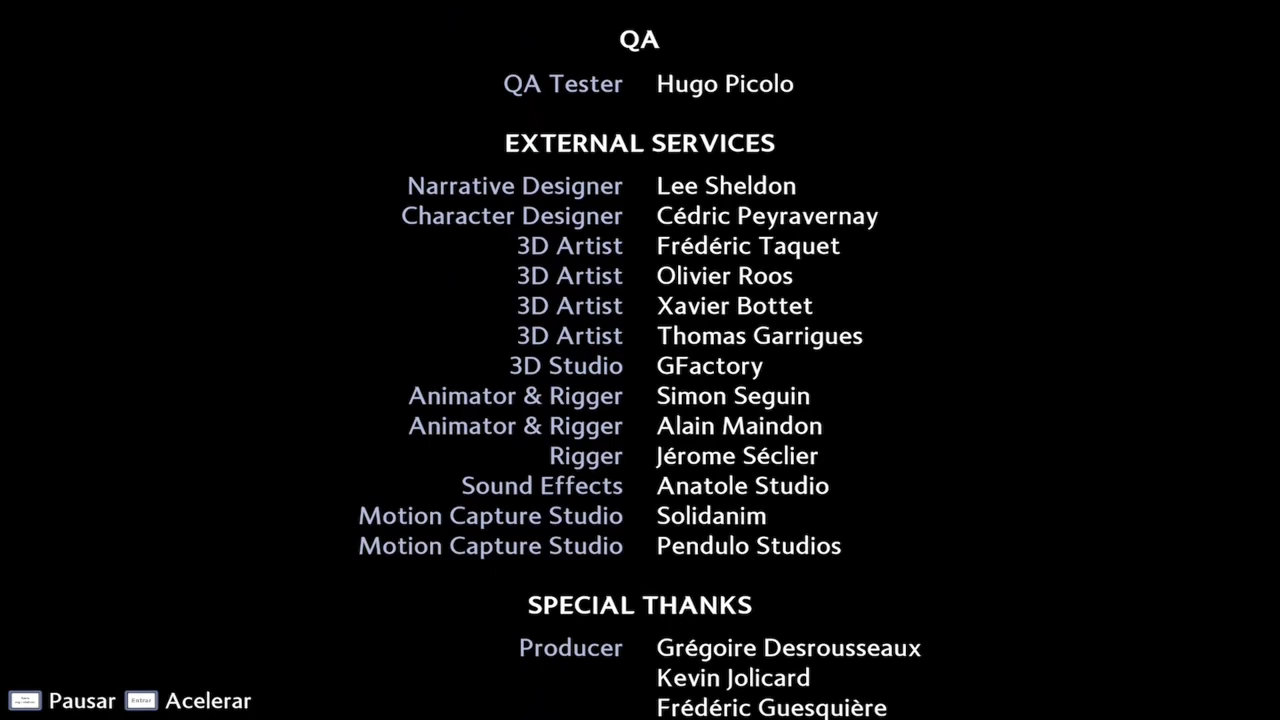 QA
QA Tester Hugo Picolo
EXTERNAL SERVICES
Narrative Designer Lee Sheldon
Character Designer Cédric Peyravernay
3D Artist Frédéric Taquet
3D Artist Olivier Roos
3D Artist Xavier Bottet
3D Artist Thomas Garrigues
3D Studio GFactory
Animator & Rigger Simon Seguin
Animator & Rigger Alain Maindon
Rigger Jérome Séclier
Sound Effects Anatole Studio
Motion Capture Studio Solidanim
Motion Capture Studio Pendulo Studios
SPECIAL THANKS
Producer Grégoire Desrousseaux
Kevin Jolicard
Frédéric Guesquière
Pausar Entrar Acelerar